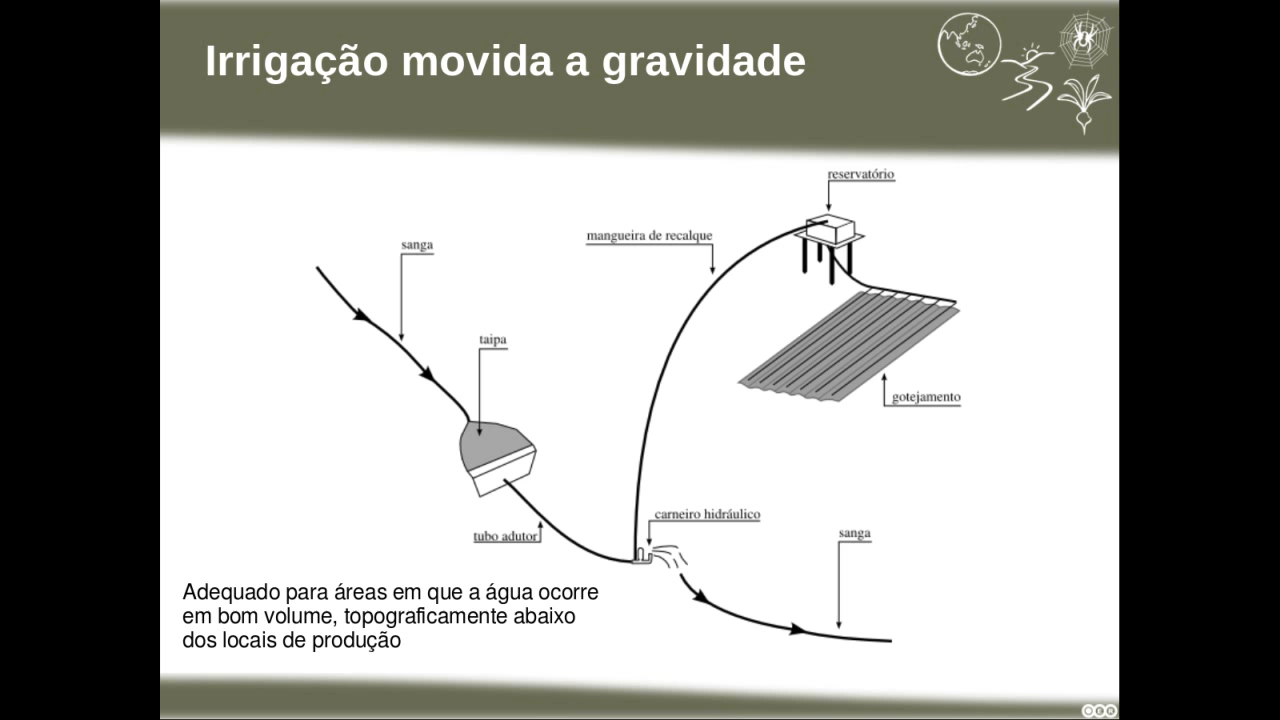 Irrigação movida a gravidade
reservatório
mangueira de recalque
sanga
taipa
gotejamento
carneiro hidráulico
tubo adutor
sanga
Adequado para áreas em que a água ocorre
em bom volume, topograficamente abaixo
dos locais de produção
OER